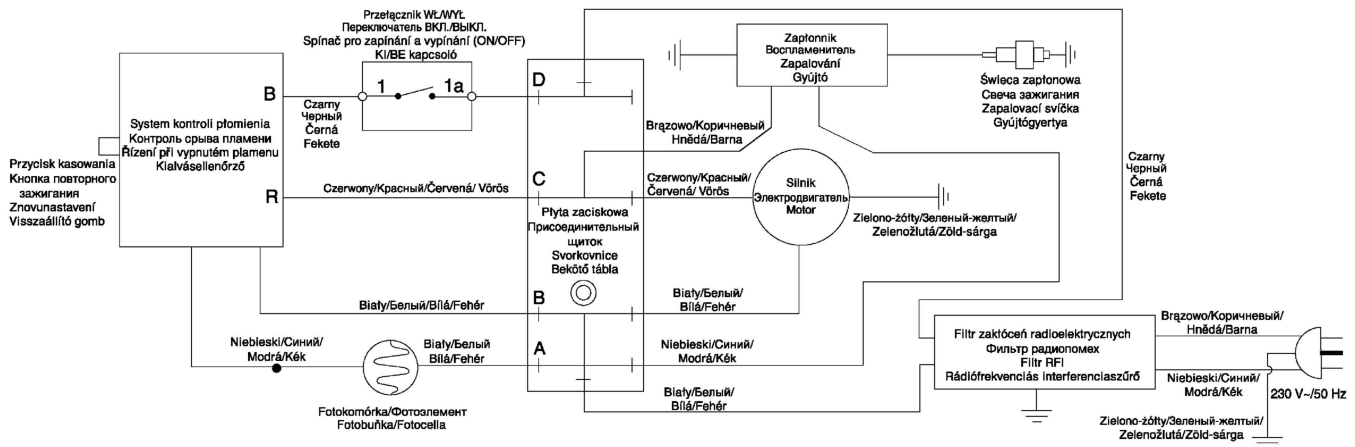 Przełącznik WŁ/WYŁ
Переключатель ВКЛ./ВЫКЛ.
Spínač pro zapínání a vypínání (ON/OFF)
KI/BE kapcsoló
B
1
1a
D
Czarny
Черный
Černá
Fekete
System kontroli płomienia
Контроль срыва пламени
Řízení při vypnutém plamenu
Kialvásellenőrző
Przycisk kasowania
Кнопка повторного
зажигания
Znovunastavení
Visszaállító gomb
R
Czerwony/Красный/Červená/ Vörös
C
Zapłonnik
Воспламенитель
Zapalování
Gyújtó
Świeca zapłonowa
Свеча зажигания
Zapalovací svíčka
Gyújtógyertya
Brązowo/Коричневый
Hnědá/Barna
Czerwony/Красный/
Červená/ Vörös
Silnik
Электродвигатель
Motor
Zielono-żółty/Зеленый-желтый/
Zelenožlutá/Zöld-sárga
Czarny
Черный
Černá
Fekete
Płyta zaciskowa
Присоединительный
щиток
Svorkovnice
Bekötő tábla
Biały/Белый/Bílá/Fehér
B
Biały/Белый/
Bílá/Fehér
Niebieski/Синий/
Modrá/Kék
Biały/Белый
Bílá/Fehér
A
Niebieski/Синий/
Modrá/Kék
Fotokomórka/Фотоэлемент
Fotobuňka/Fotocella
Biały/Белый/
Bílá/Fehér
Filtr zakłóceń radioelektrycznych
Фильтр радиопомех
Filtr RFI
Rádiófrekvenciás interferenciaszűrő
Brązowo/Коричневый/
Hnědá/Barna
Niebieski/Синий/
Modrá/Kék
230 V~/50 Hz
Zielono-żółty/Зеленый-желтый/
Zelenožlutá/Zöld-sárga